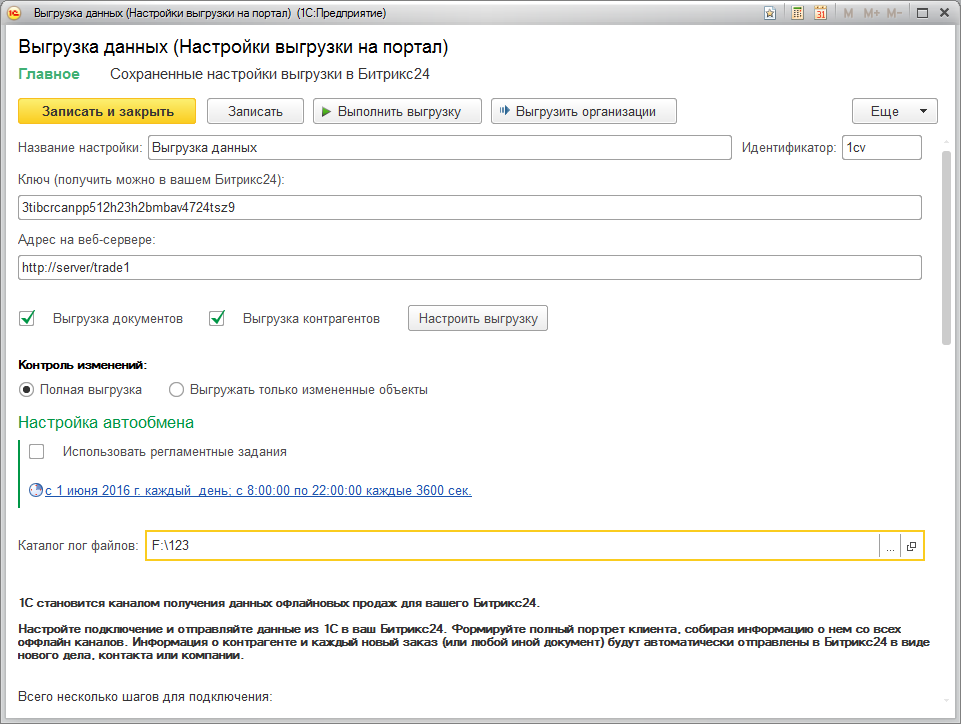 Выгрузка данных (Настройки выгрузки на портал) (1С:Предприятие)
M M+ M-
31
Выгрузка данных (Настройки выгрузки на портал)
Главное Сохраненные настройки выгрузки в Битрикс24
Записать и закрыть Записать Выполнить выгрузку Выгрузить организации Еще
Название настройки: Выгрузка данных Идентификатор: 1cv
Ключ (получить можно в вашем Битрикс24):
3tibcrcanpp512h23h2bmbav4724tsz9
Адрес на веб-сервере:
http://server/trade1
Выгрузка документов Выгрузка контрагентов Настроить выгрузку
Контроль изменений:
Полная выгрузка Выгружать только измененные объекты
Настройка автообмена
Использовать регламентные задания
с 1 июня 2016 г. каждый день; с 8:00:00 по 22:00:00 каждые 3600 сек.
Каталог лог файлов: F:\123 ...
1С становится каналом получения данных офлайновых продаж для вашего Битрикс24.
Настройте подключение и отправляйте данные из 1С в ваш Битрикс24. Формируйте полный портрет клиента, собирая информацию о нем со всех
оффлайн каналов. Информация о контрагенте и каждый новый заказ (или любой иной документ) будут автоматически отправлены в Битрикс24 в виде
нового дела, контакта или компании.
Всего несколько шагов для подключения: